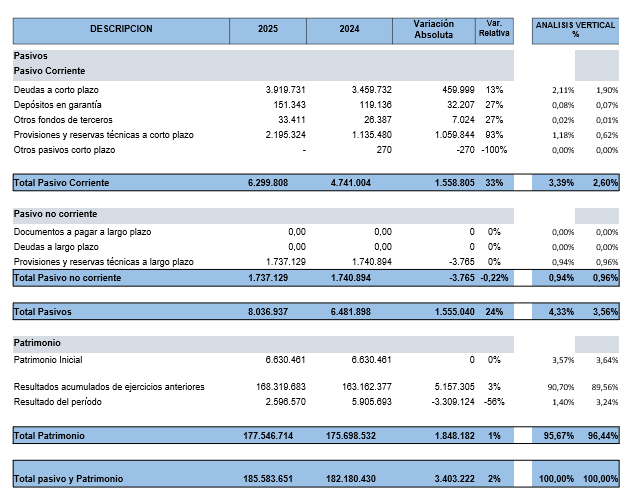 DESCRIPCION 2025 2024 Variación Absoluta Var. Relativa ANALISIS VERTICAL %
Pasivos
Pasivo Corriente
Deudas a corto plazo 3.919.731 3.459.732 459.999 13% 2,11% 1,90%
Depósitos en garantía 151.343 119.136 32.207 27% 0,08% 0,07%
Otros fondos de terceros 33.411 26.387 7.024 27% 0,02% 0,01%
Provisiones y reservas técnicas a corto plazo 2.195.324 1.135.480 1.059.844 93% 1,18% 0,62%
Otros pasivos corto plazo - 270 -270 -100% 0,00% 0,00%
Total Pasivo Corriente 6.299.808 4.741.004 1.558.805 33% 3,39% 2,60%
Pasivo no corriente
Documentos a pagar a largo plazo 0,00 0,00 0 0% 0,00% 0,00%
Deudas a largo plazo 0,00 0,00 0 0% 0,00% 0,00%
Provisiones y reservas técnicas a largo plazo 1.737.129 1.740.894 -3.765 0% 0,94% 0,96%
Total Pasivo no corriente 1.737.129 1.740.894 -3.765 -0,22% 0,94% 0,96%
Total Pasivos 8.036.937 6.481.898 1.555.040 24% 4,33% 3,56%
Patrimonio
Patrimonio Inicial 6.630.461 6.630.461 0 0% 3,57% 3,64%
Resultados acumulados de ejercicios anteriores 168.319.683 163.162.377 5.157.305 3% 90,70% 89,56%
Resultado del período 2.596.570 5.905.693 -3.309.124 -56% 1,40% 3,24%
Total Patrimonio 177.546.714 175.698.532 1.848.182 1% 95,67% 96,44%
Total pasivo y Patrimonio 185.583.651 182.180.430 3.403.222 2% 100,00% 100,00%